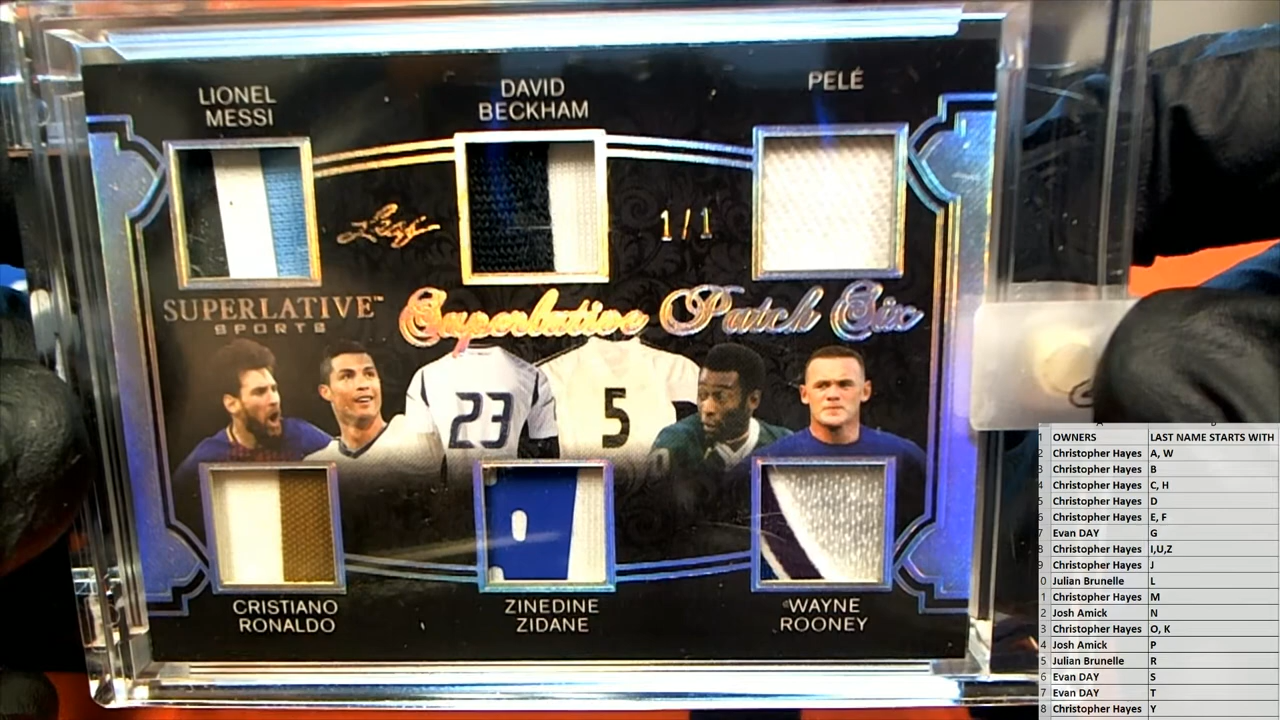 LIONEL
MESSI
DAVID
BECKHAM
PELÉ
Leaf
1/1
SUPERLATIVE™
SPORTS
Superlative Patch Six
23
5
CRISTIANO
RONALDO
ZINEDINE
ZIDANE
WAYNE
ROONEY
1 OWNERS LAST NAME STARTS WITH
2 Christopher Hayes A, W
3 Christopher Hayes B
4 Christopher Hayes C, H
5 Christopher Hayes D
6 Christopher Hayes E, F
7 Evan DAY G
8 Christopher Hayes I,U,Z
9 Christopher Hayes J
0 Julian Brunelle L
1 Christopher Hayes M
2 Josh Amick N
3 Christopher Hayes O, K
4 Josh Amick P
5 Julian Brunelle R
6 Evan DAY S
7 Evan DAY T
8 Christopher Hayes Y